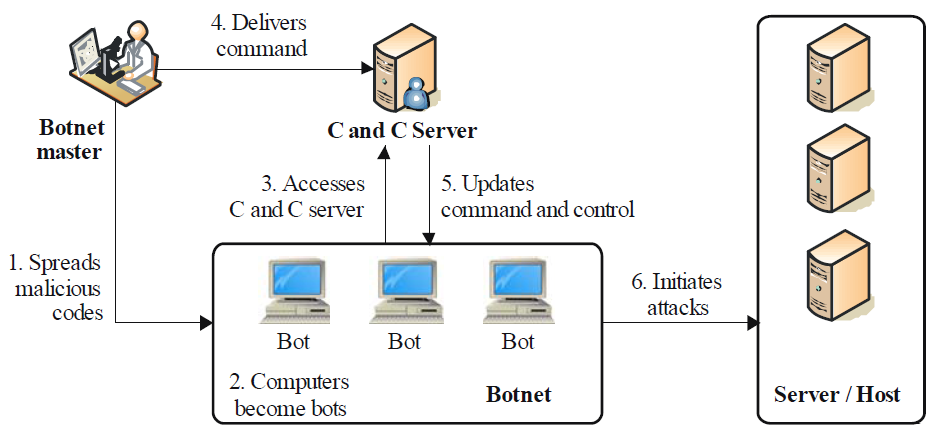 4. Delivers
command
Botnet
master
C and C Server
3. Accesses
C and C server
5. Updates
command and control
1. Spreads
malicious
codes
Bot
Bot
Bot
2. Computers
become bots
Botnet
6. Initiates
attacks
Server / Host